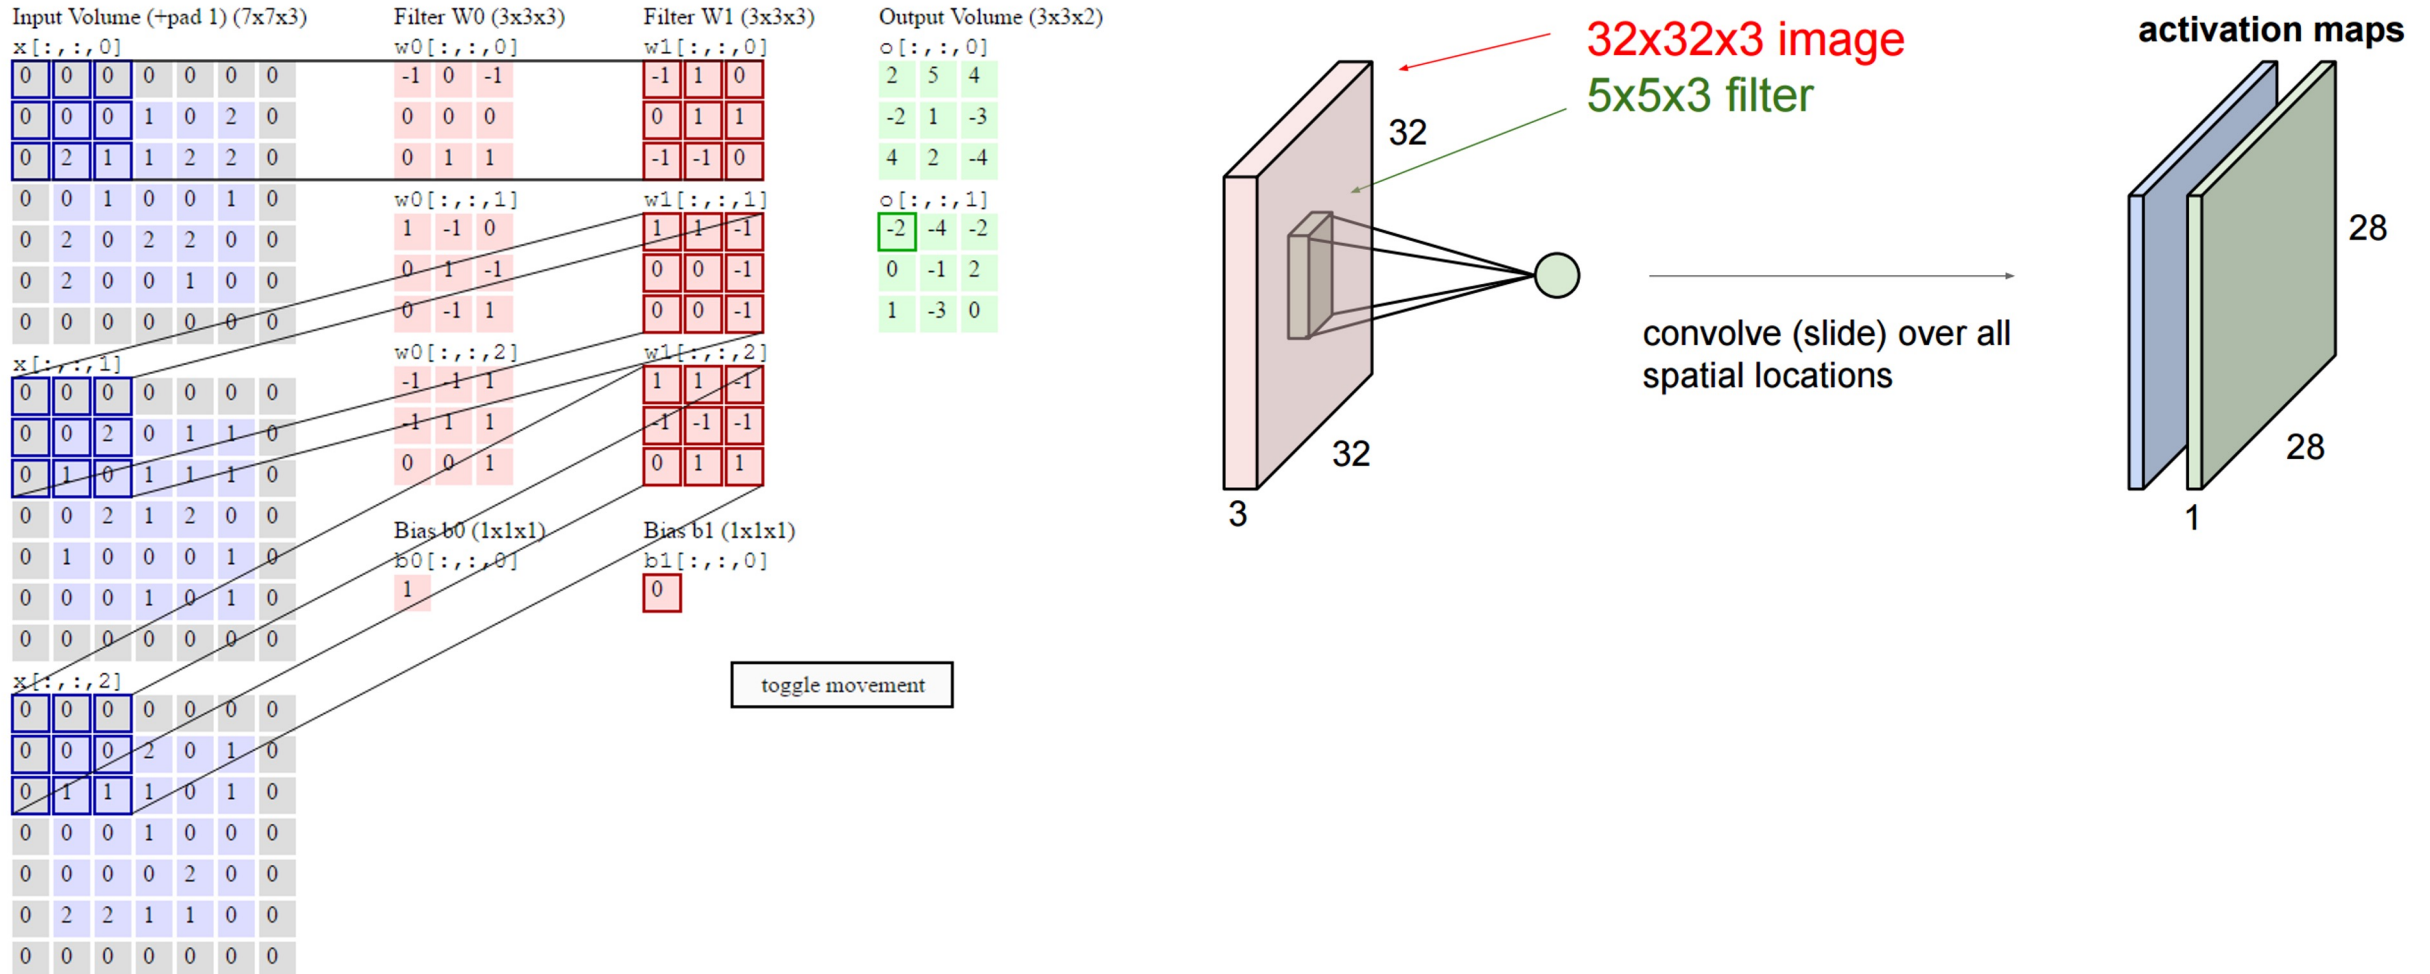 Input Volume (+pad 1) (7x7x3)
x[:,:,0]
0 0 0 0 0 0 0
0 0 0 1 0 2 0
0 2 1 1 2 2 0
0 0 1 0 0 1 0
0 2 0 2 2 0 0
0 2 0 0 1 0 0
0 0 0 0 0 0 0
x[:,:,1]
0 0 0 0 0 0 0
0 0 2 0 1 1 0
0 1 0 1 1 1 0
0 0 2 1 2 0 0
0 1 0 0 0 1 0
0 0 0 1 0 1 0
0 0 0 0 0 0 0
x[:,:,2]
0 0 0 0 0 0 0
0 0 0 2 0 1 0
0 1 1 1 0 1 0
0 0 0 1 0 0 0
0 0 0 0 2 0 0
0 2 2 1 1 0 0
0 0 0 0 0 0 0
Filter W0 (3x3x3)
w0[:,:,0]
-1 0 -1
0 0 0
0 1 1
w0[:,:,1]
1 -1 0
0 1 -1
0 -1 1
w0[:,:,2]
-1 -1 1
-1 1 1
0 0 1
Bias b0 (1x1x1)
b0[:,:,0]
1
Filter W1 (3x3x3)
w1[:,:,0]
-1 1 0
0 1 1
-1 -1 0
w1[:,:,1]
1 1 -1
0 0 -1
0 0 -1
w1[:,:,2]
1 1 -1
-1 -1 -1
0 1 1
Bias b1 (1x1x1)
b1[:,:,0]
0
Output Volume (3x3x2)
o[:,:,0]
2 5 4
-2 1 -3
4 2 -4
o[:,:,1]
-2 -4 -2
0 -1 2
1 -3 0
toggle movement
32x32x3 image
5x5x3 filter
32
32
3
convolve (slide) over all
spatial locations
activation maps
28
28
1